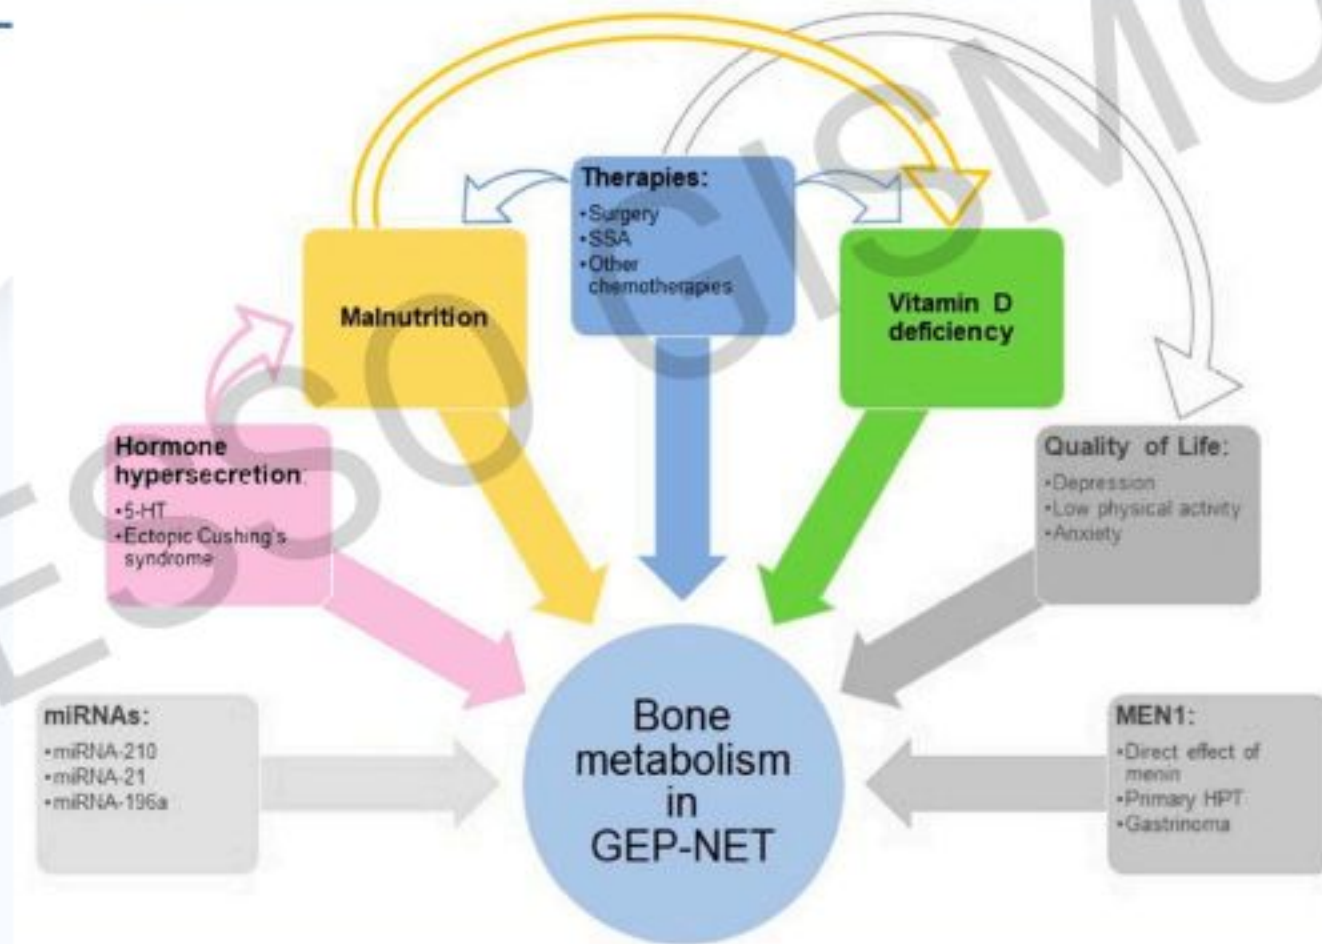 Therapies:
•Surgery
•SSA
•Other
chemotherapies
Malnutrition
Vitamin D
deficiency
Hormone
hypersecretion:
•5-HT
•Ectopic Cushing's
syndrome
Quality of Life:
•Depression
•Low physical activity
•Anxiety
miRNAs:
•miRNA-210
•miRNA-21
•miRNA-196a
Bone
metabolism
in
GEP-NET
MEN1:
•Direct effect of
menin
•Primary HPT
•Gastrinoma
ESSO GISMO